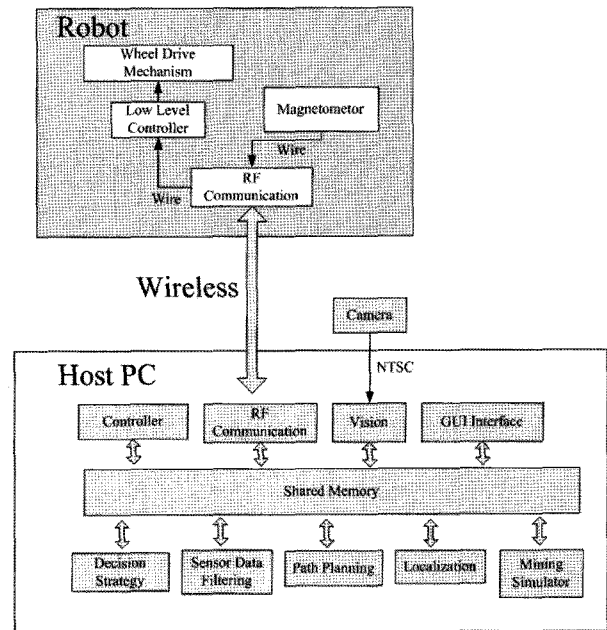 Robot
Wheel Drive
Mechanism
Low Level
Controller
Magnetometor
Wire
Wire
RF
Communication
Wireless
Camera
NTSC
Host PC
Controller
RF
Communication
Vision
GUI Interface
Shared Memory
Decision
Strategy
Sensor Data
Filtering
Path Planning
Localization
Mining
Simulator